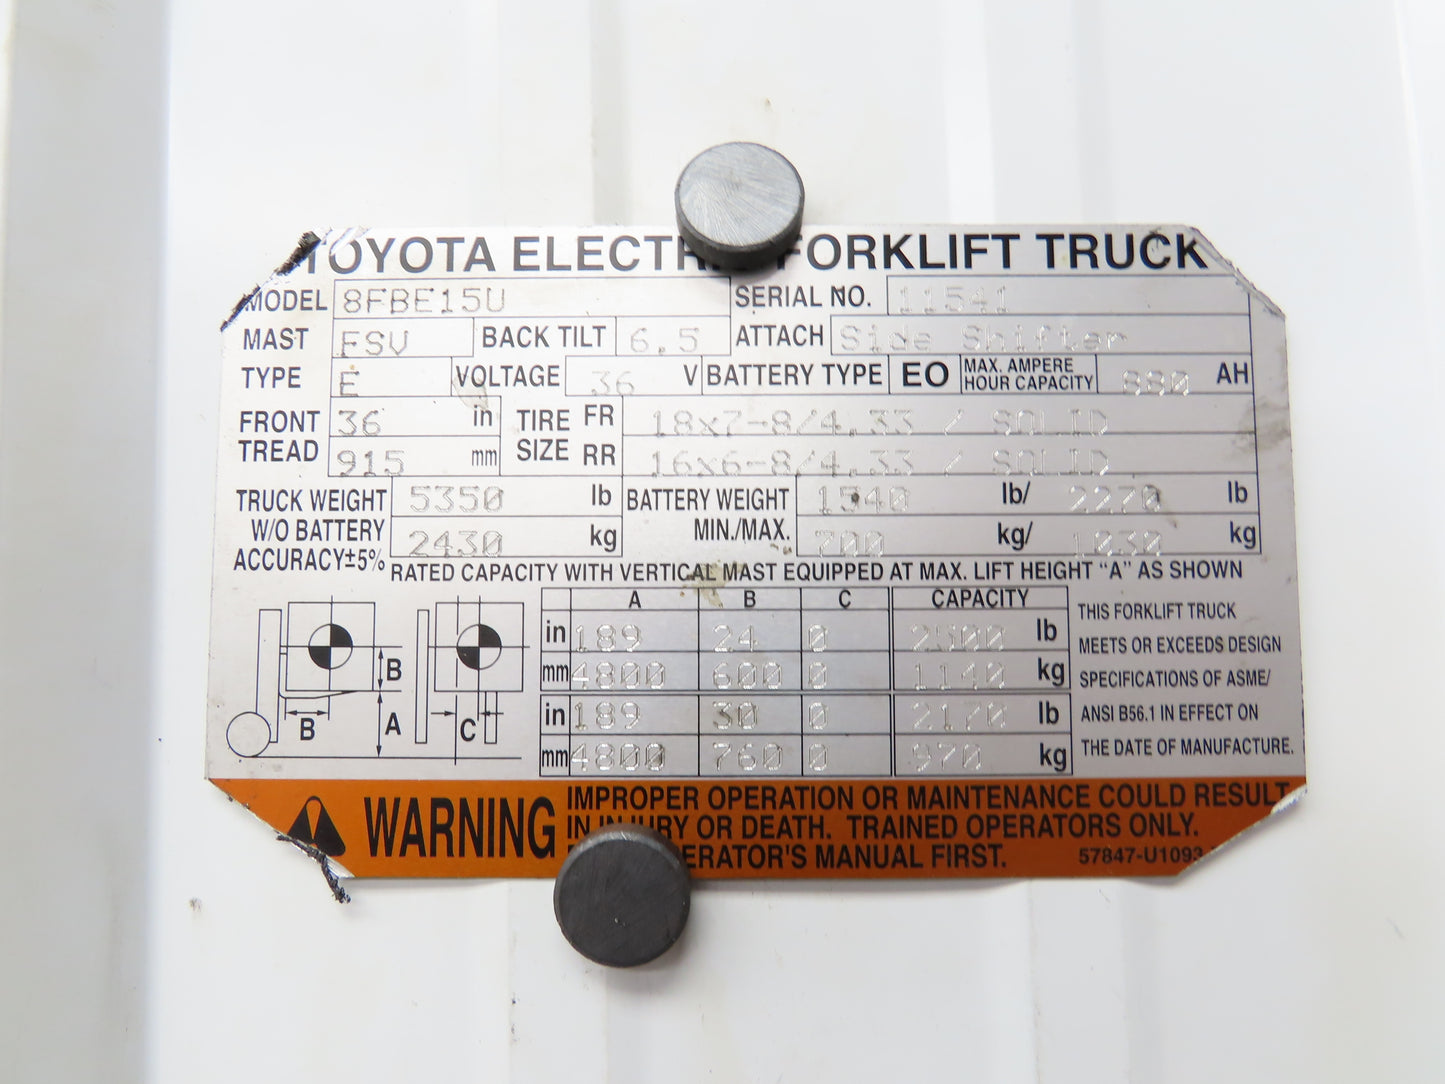 TOYOTA ELECTRIC FORKLIFT TRUCK
MODEL 8FBE15U SERIAL NO. 11541
MAST FSV BACK TILT 6.5 ATTACH Side Shifter
TYPE E VOLTAGE 36 V BATTERY TYPE EO MAX. AMPERE HOUR CAPACITY 880 AH
FRONT TREAD 36 in TIRE SIZE FR 18x7-8/4.33 / SOLID
915 mm RR 16x6-8/4.33 / SOLID
TRUCK WEIGHT 5350 lb BATTERY WEIGHT 1540 lb/ 2270 lb
W/O BATTERY 2430 kg MIN./MAX. 700 kg/ 1030 kg
ACCURACY±5%
RATED CAPACITY WITH VERTICAL MAST EQUIPPED AT MAX. LIFT HEIGHT "A" AS SHOWN
A B C CAPACITY
in 189 24 0 2500 lb
mm 4800 600 0 1140 kg
in 189 30 0 2170 lb
mm 4800 760 0 970 kg
B
B
A
C
THIS FORKLIFT TRUCK
MEETS OR EXCEEDS DESIGN
SPECIFICATIONS OF ASME/
ANSI B56.1 IN EFFECT ON
THE DATE OF MANUFACTURE.
WARNING
IMPROPER OPERATION OR MAINTENANCE COULD RESULT
IN INJURY OR DEATH. TRAINED OPERATORS ONLY.
OPERATOR'S MANUAL FIRST. 57847-U1093